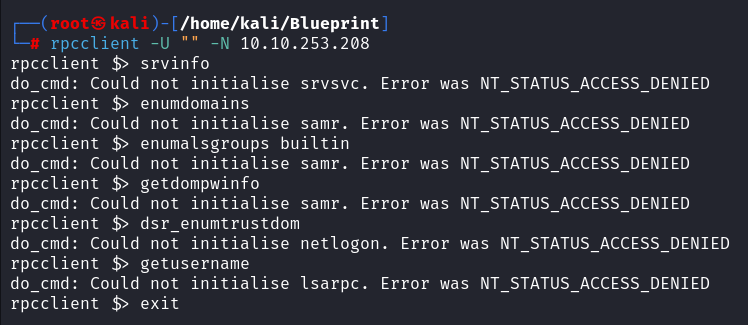 ┌──(root㉿kali)-[/home/kali/Blueprint]
└─# rpcclient -U "" -N 10.10.253.208
rpcclient $> srvinfo
do_cmd: Could not initialise srvsvc. Error was NT_STATUS_ACCESS_DENIED
rpcclient $> enumdomains
do_cmd: Could not initialise samr. Error was NT_STATUS_ACCESS_DENIED
rpcclient $> enumalsgroups builtin
do_cmd: Could not initialise samr. Error was NT_STATUS_ACCESS_DENIED
rpcclient $> getdompwinfo
do_cmd: Could not initialise samr. Error was NT_STATUS_ACCESS_DENIED
rpcclient $> dsr_enumtrustdom
do_cmd: Could not initialise netlogon. Error was NT_STATUS_ACCESS_DENIED
rpcclient $> getusername
do_cmd: Could not initialise lsarpc. Error was NT_STATUS_ACCESS_DENIED
rpcclient $> exit